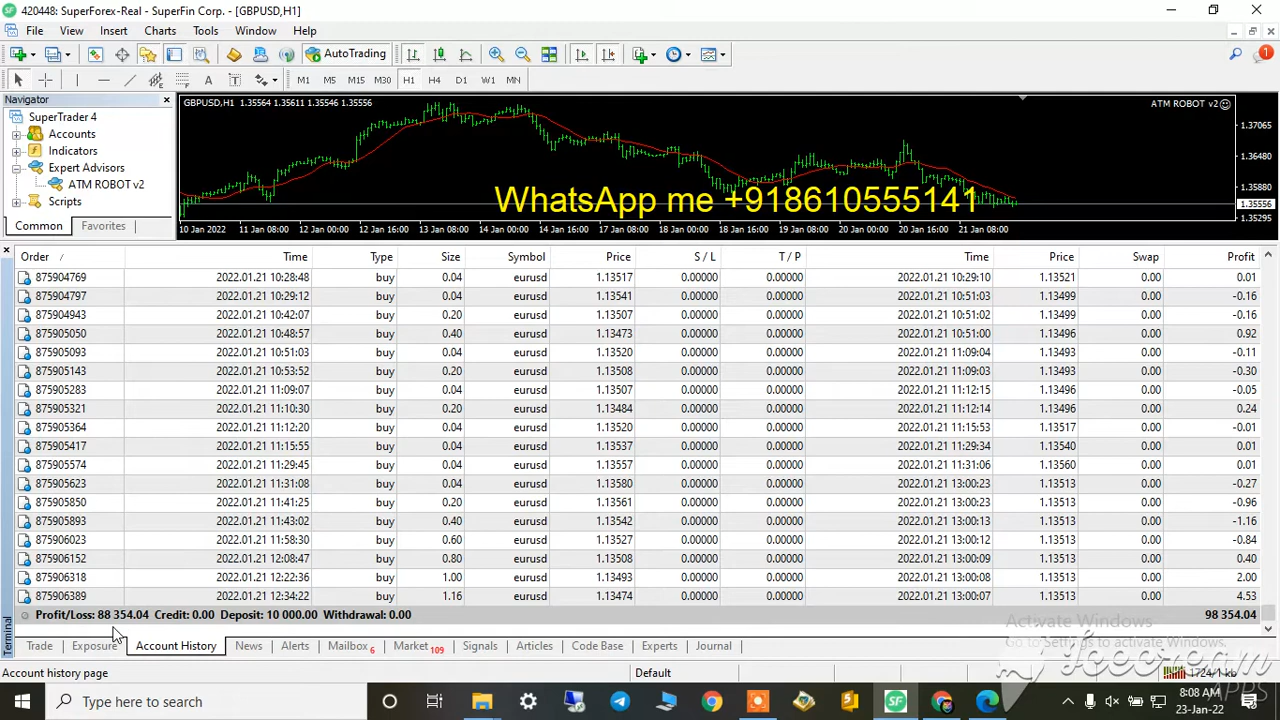 420448: SuperForex-Real - SuperFin Corp. - [GBPUSD,H1]
File View Insert Charts Tools Window Help
AutoTrading
1
A T M1 M5 M15 M30 H1 H4 D1 W1 MN
Navigator
SuperTrader 4
Accounts
Indicators
Expert Advisors
ATM ROBOT v2
Scripts
Common Favorites
GBPUSD,H1 1.35564 1.35611 1.35546 1.35556
ATM ROBOT v2
1.37065
1.36480
1.35880
1.35556
1.35295
WhatsApp me +918610555141
10 Jan 2022 11 Jan 08:00 12 Jan 00:00 12 Jan 16:00 13 Jan 08:00 14 Jan 00:00 14 Jan 16:00 17 Jan 08:00 18 Jan 00:00 18 Jan 16:00 19 Jan 08:00 20 Jan 00:00 20 Jan 16:00 21 Jan 08:00
Order / Time Type Size Symbol Price S / L T / P Time Price Swap Profit
875904769 2022.01.21 10:28:48 buy 0.04 eurusd 1.13517 0.00000 0.00000 2022.01.21 10:29:10 1.13521 0.00 0.01
875904797 2022.01.21 10:29:12 buy 0.04 eurusd 1.13541 0.00000 0.00000 2022.01.21 10:51:03 1.13499 0.00 -0.16
875904943 2022.01.21 10:42:07 buy 0.20 eurusd 1.13507 0.00000 0.00000 2022.01.21 10:51:02 1.13499 0.00 -0.16
875905050 2022.01.21 10:48:57 buy 0.40 eurusd 1.13473 0.00000 0.00000 2022.01.21 10:51:00 1.13496 0.00 0.92
875905093 2022.01.21 10:51:03 buy 0.04 eurusd 1.13520 0.00000 0.00000 2022.01.21 11:09:04 1.13493 0.00 -0.11
875905143 2022.01.21 10:53:52 buy 0.20 eurusd 1.13508 0.00000 0.00000 2022.01.21 11:09:03 1.13493 0.00 -0.30
875905283 2022.01.21 11:09:07 buy 0.04 eurusd 1.13507 0.00000 0.00000 2022.01.21 11:12:15 1.13496 0.00 -0.05
875905321 2022.01.21 11:10:30 buy 0.20 eurusd 1.13484 0.00000 0.00000 2022.01.21 11:12:14 1.13496 0.00 0.24
875905364 2022.01.21 11:12:20 buy 0.04 eurusd 1.13520 0.00000 0.00000 2022.01.21 11:15:53 1.13517 0.00 -0.01
875905417 2022.01.21 11:15:55 buy 0.04 eurusd 1.13537 0.00000 0.00000 2022.01.21 11:29:34 1.13540 0.00 0.01
875905574 2022.01.21 11:29:45 buy 0.04 eurusd 1.13557 0.00000 0.00000 2022.01.21 11:31:06 1.13560 0.00 0.01
875905623 2022.01.21 11:31:08 buy 0.04 eurusd 1.13580 0.00000 0.00000 2022.01.21 13:00:23 1.13513 0.00 -0.27
875905850 2022.01.21 11:41:25 buy 0.20 eurusd 1.13561 0.00000 0.00000 2022.01.21 13:00:23 1.13513 0.00 -0.96
875905893 2022.01.21 11:43:02 buy 0.40 eurusd 1.13542 0.00000 0.00000 2022.01.21 13:00:13 1.13513 0.00 -1.16
875906023 2022.01.21 11:58:30 buy 0.60 eurusd 1.13527 0.00000 0.00000 2022.01.21 13:00:12 1.13513 0.00 -0.84
875906152 2022.01.21 12:08:47 buy 0.80 eurusd 1.13508 0.00000 0.00000 2022.01.21 13:00:09 1.13513 0.00 0.40
875906318 2022.01.21 12:22:36 buy 1.00 eurusd 1.13493 0.00000 0.00000 2022.01.21 13:00:08 1.13513 0.00 2.00
875906389 2022.01.21 12:34:22 buy 1.16 eurusd 1.13474 0.00000 0.00000 2022.01.21 13:00:07 1.13513 0.00 4.53
Profit/Loss: 88 354.04 Credit: 0.00 Deposit: 10 000.00 Withdrawal: 0.00 98 354.04
Terminal
Activate Windows
Go to Settings to activate Windows.
Trade Exposure Account History News Alerts Mailbox 6 Market 109 Signals Articles Code Base Experts Journal
Account history page Default 1724/1 kb
Icecream
APPS
Type here to search
8:08 AM
23-Jan-22